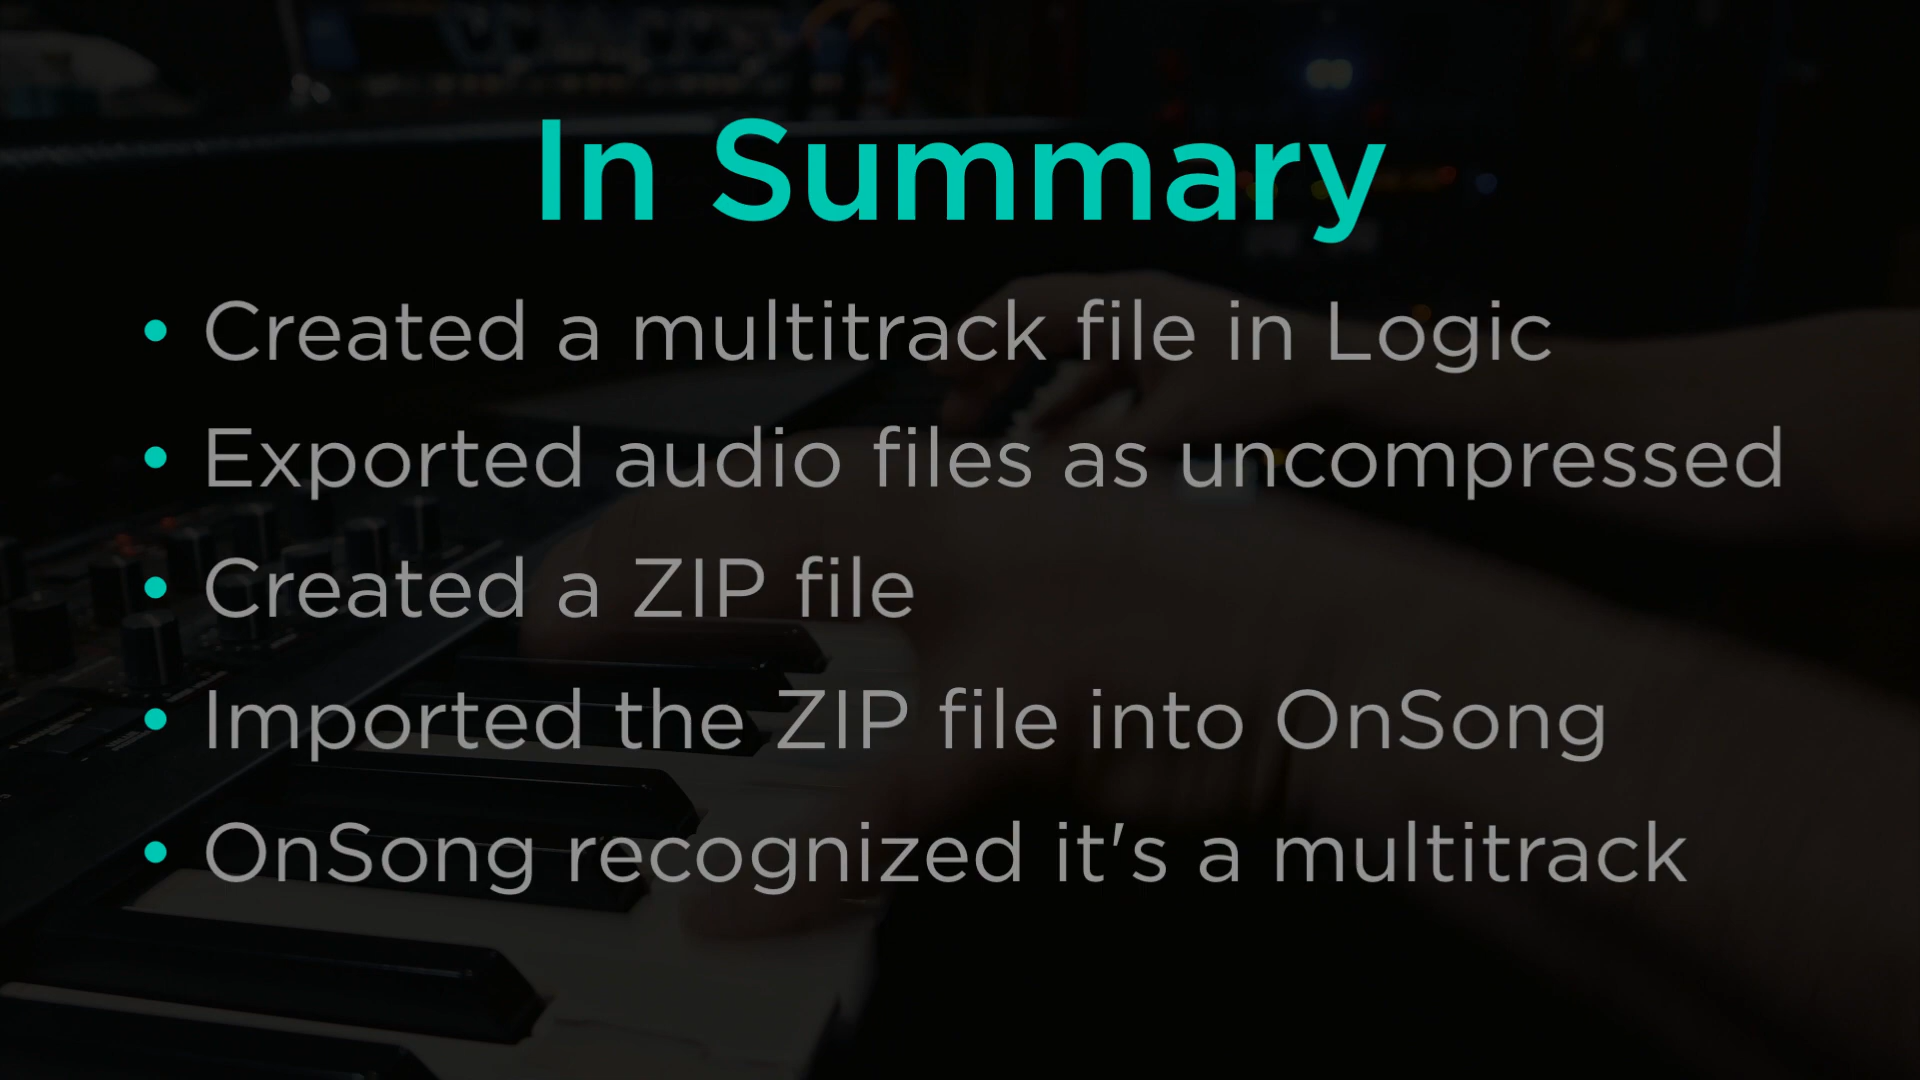 In Summary
• Created a multitrack file in Logic
• Exported audio files as uncompressed
• Created a ZIP file
• Imported the ZIP file into OnSong
• OnSong recognized it's a multitrack